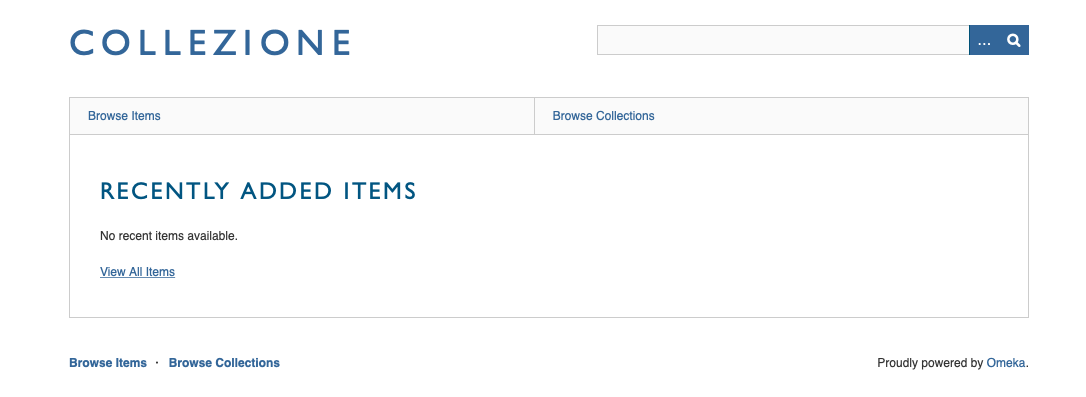 COLLEZIONE
...
Browse Items
Browse Collections
RECENTLY ADDED ITEMS
No recent items available.
View All Items
Browse Items · Browse Collections
Proudly powered by Omeka.